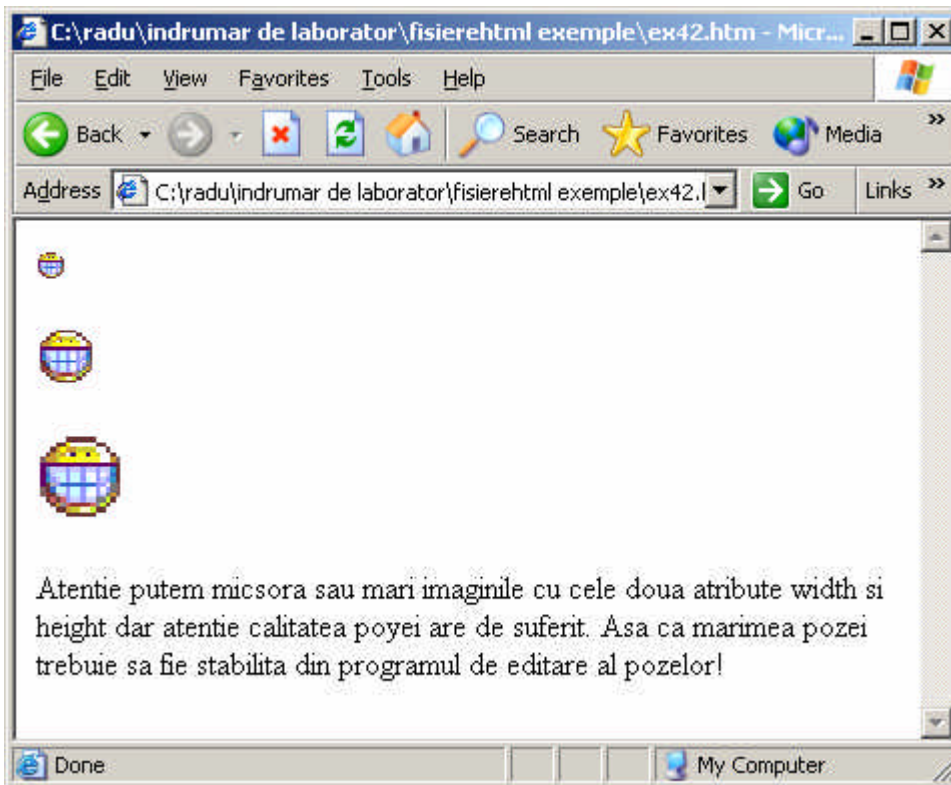 C:\radu\indrumar de laborator\fisierehtml exemple\ex42.htm - Micr...
File Edit View Favorites Tools Help
Back Search Favorites Media »
Address C:\radu\indrumar de laborator\fisierehtml exemple\ex42.l Go Links »
Atentie putem micsora sau mari imaginile cu cele doua atribute width si
height dar atentie calitatea poyei are de suferit. Asa ca marimea pozei
trebuie sa fie stabilita din programul de editare al pozelor!
Done My Computer